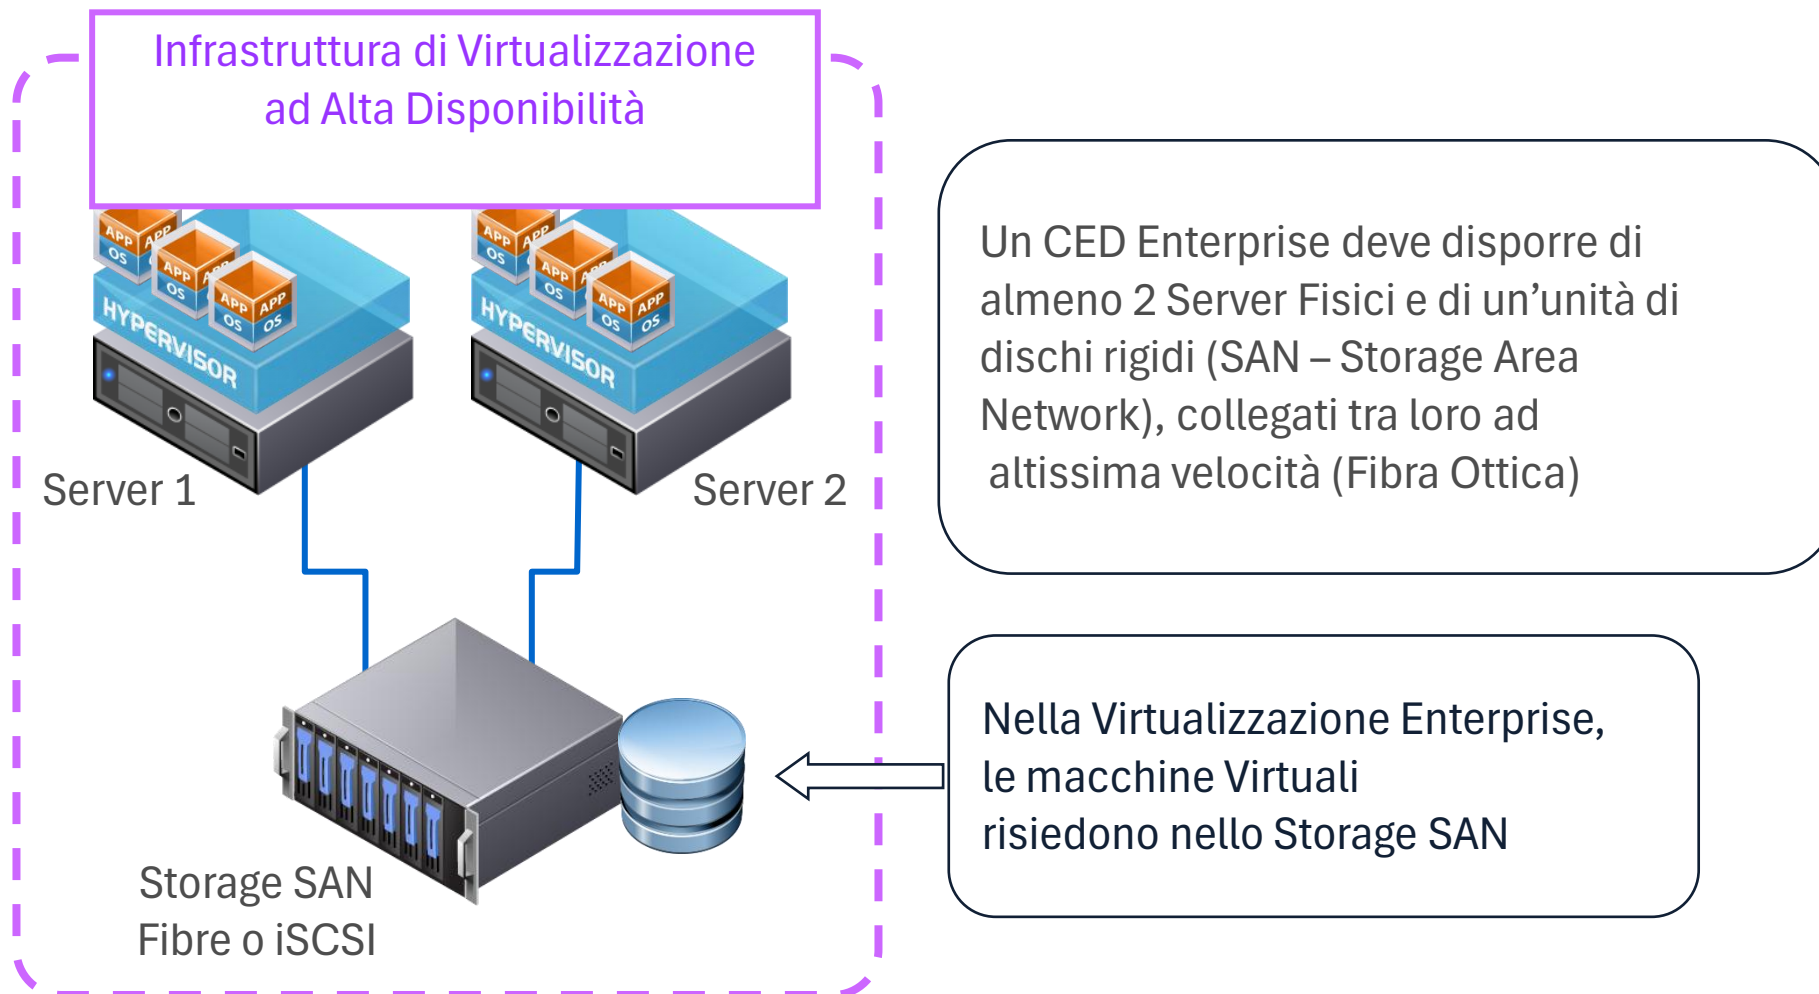 Infrastruttura di Virtualizzazione
ad Alta Disponibilità
APP APP
OS
APP
OS
APP APP
OS OS
HYPERVISOR
APP APP
OS
APP
OS
APP APP
OS OS
HYPERVISOR
Server 1
Server 2
Storage SAN
Fibre o iSCSI
Un CED Enterprise deve disporre di
almeno 2 Server Fisici e di un’unità di
dischi rigidi (SAN – Storage Area
Network), collegati tra loro ad
altissima velocità (Fibra Ottica)
Nella Virtualizzazione Enterprise,
le macchine Virtuali
risiedono nello Storage SAN